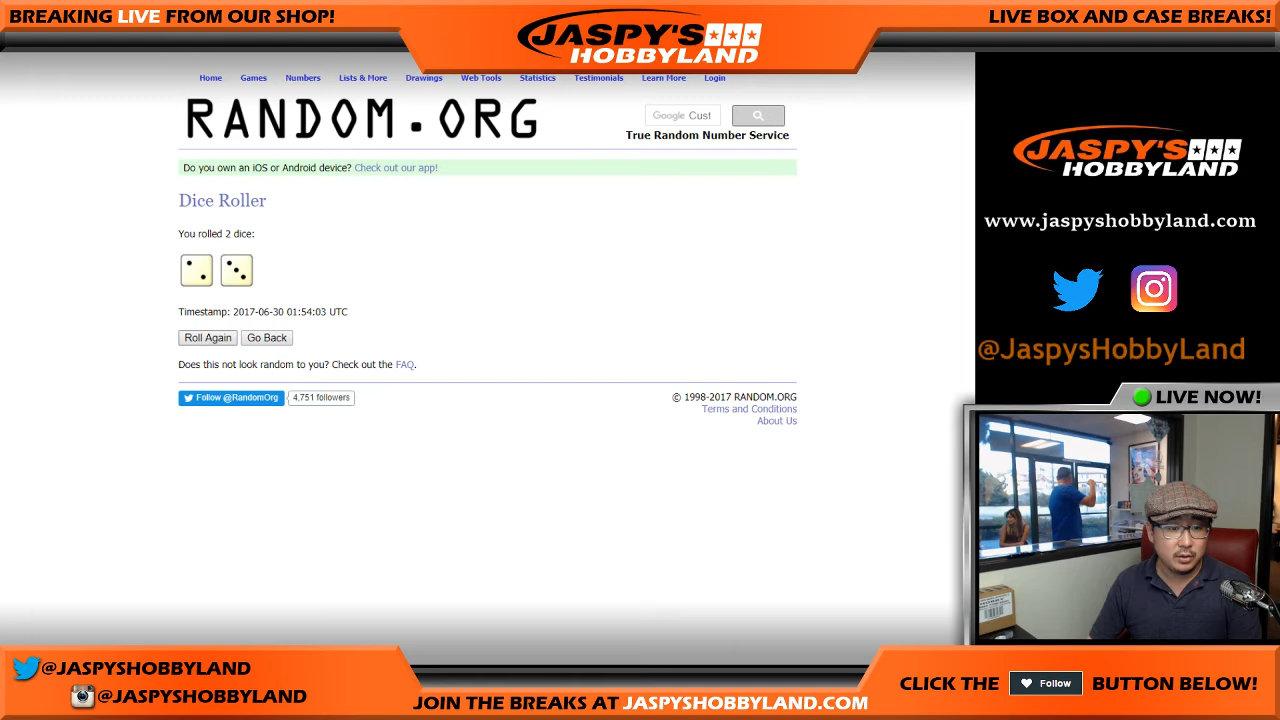 BREAKING LIVE FROM OUR SHOP!
JASPY'S
HOBBYLAND
LIVE BOX AND CASE BREAKS!
Home Games Numbers Lists & More Drawings Web Tools Statistics Testimonials Learn More Login
RANDOM.ORG
Google Cust
True Random Number Service
Do you own an iOS or Android device? Check out our app!
Dice Roller
You rolled 2 dice:
Timestamp: 2017-06-30 01:54:03 UTC
Roll Again Go Back
Does this not look random to you? Check out the FAQ.
Follow @RandomOrg 4,751 followers
© 1998-2017 RANDOM.ORG
Terms and Conditions
About Us
JASPY'S
HOBBYLAND
www.jaspyshobbyland.com
@JaspysHobbyLand
LIVE NOW!
@JASPYSHOBBYLAND
@JASPYSHOBBYLAND
JOIN THE BREAKS AT JASPYSHOBBYLAND.COM
CLICK THE Follow BUTTON BELOW!